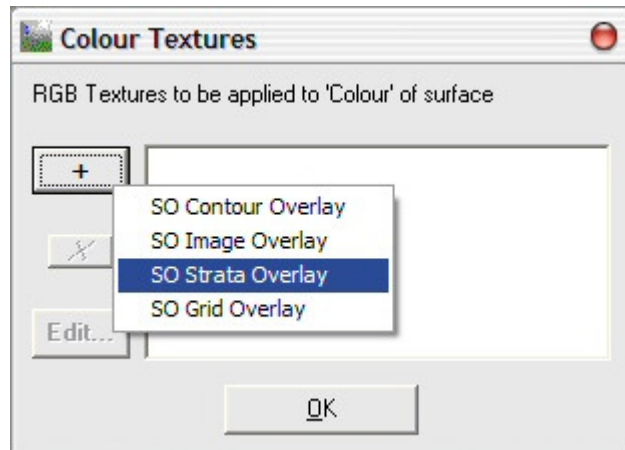 Colour Textures
RGB Textures to be applied to 'Colour' of surface
+
SO Contour Overlay
SO Image Overlay
X
SO Strata Overlay
SO Grid Overlay
Edit...
OK